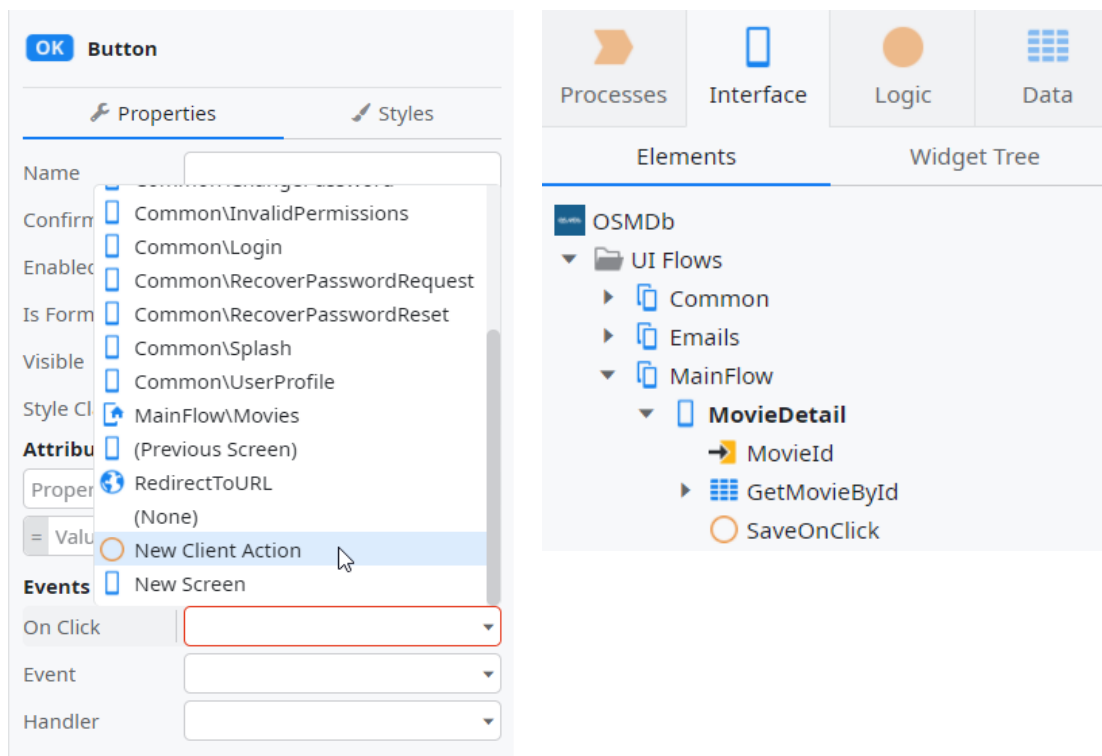 OK Button
Properties
Styles
Name
Confirm
Enabled
Is Form
Visible
Style Cl
Attribu
Proper
= Valu
Common\ChangePassword
Common\InvalidPermissions
Common\Login
Common\RecoverPasswordRequest
Common\RecoverPasswordReset
Common\Splash
Common\UserProfile
MainFlow\Movies
(Previous Screen)
RedirectToURL
(None)
New Client Action
New Screen
Events
On Click
Event
Handler
Processes
Interface
Logic
Data
Elements
Widget Tree
OSMDb
UI Flows
Common
Emails
MainFlow
MovieDetail
MovieId
GetMovieById
SaveOnClick